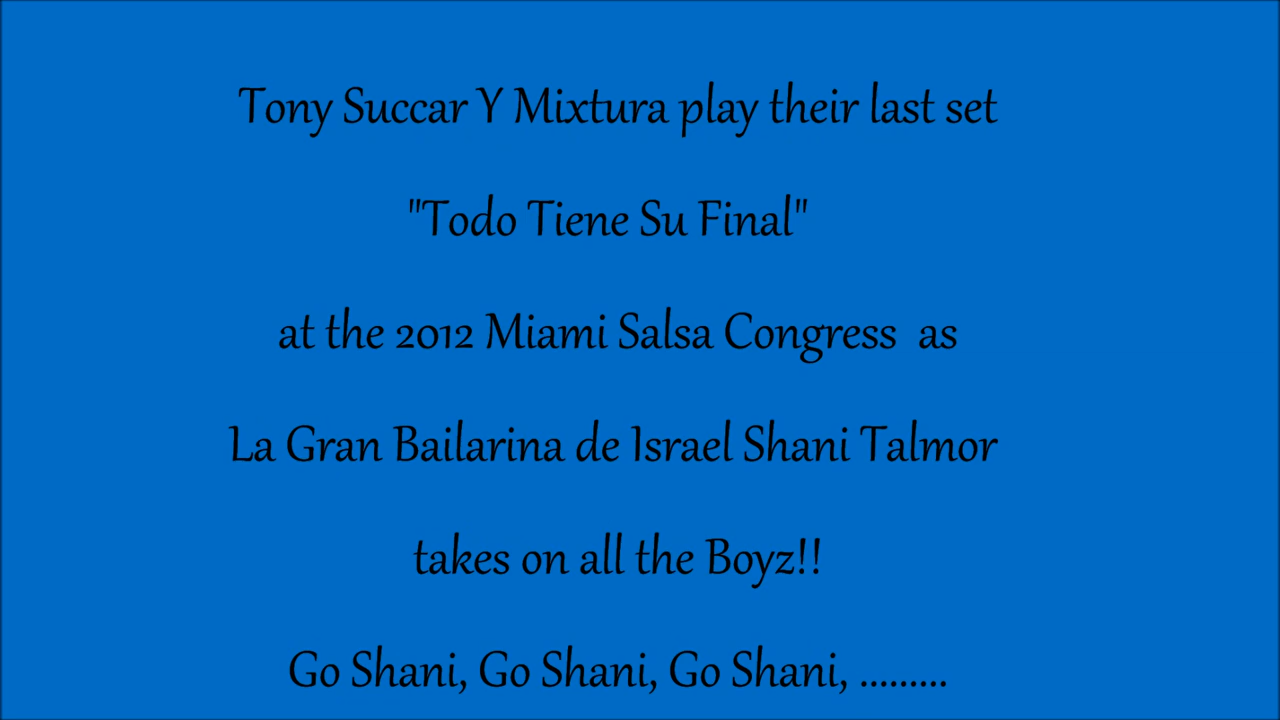 Tony Succar Y Mixtura play their last set
"Todo Tiene Su Final"
at the 2012 Miami Salsa Congress  as
La Gran Bailarina de Israel Shani Talmor
takes on all the Boyz!!
Go Shani, Go Shani, Go Shani, .........